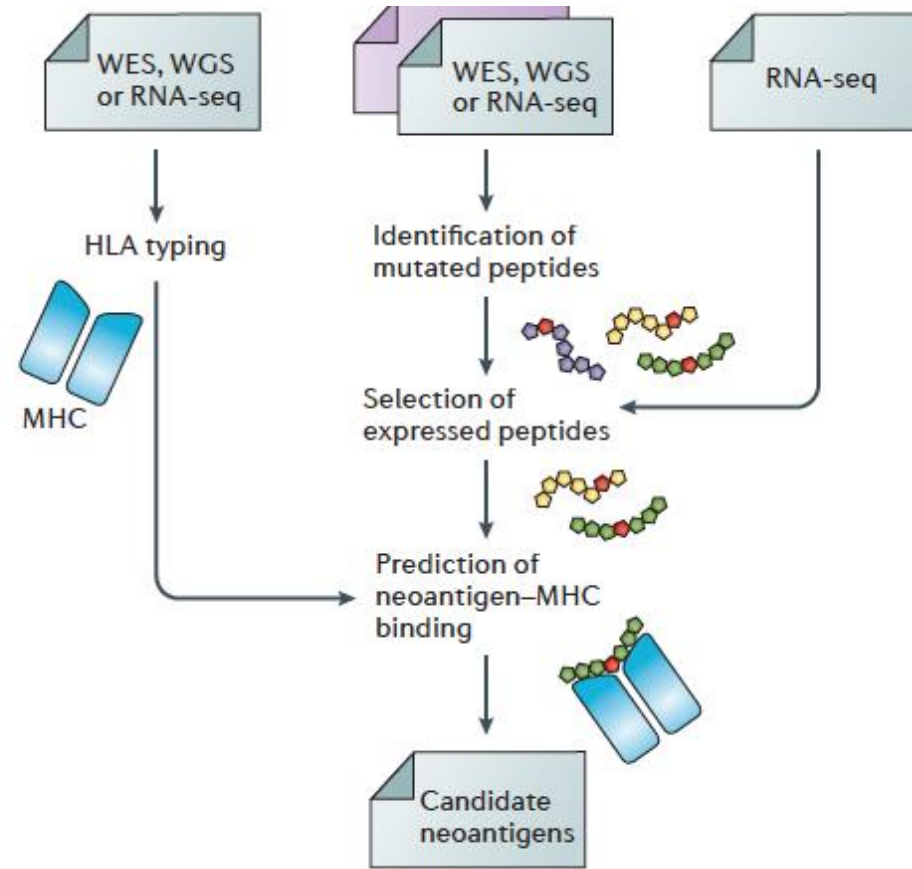 WES, WGS
or RNA-seq
WES, WGS
or RNA-seq
RNA-seq
HLA typing
Identification of
mutated peptides
MHC
Selection of
expressed peptides
Prediction of
neoantigen–MHC
binding
Candidate
neoantigens